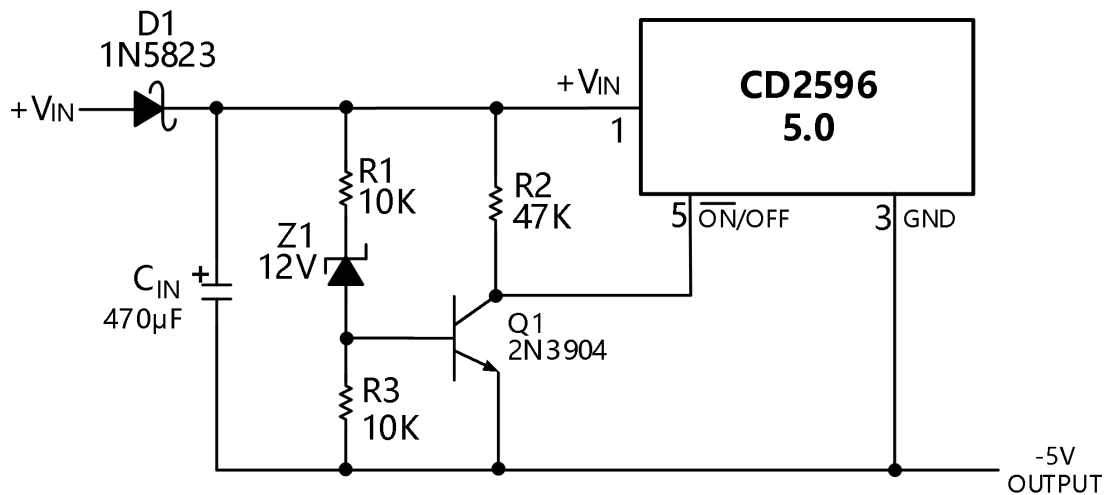 D1
1N5823
+VIN
+VIN
1
CD2596
5.0
R1
10K
R2
47K
5
ON/OFF
3
GND
Z1
12V
CIN
+
470µF
Q1
2N3904
R3
10K
-5V
OUTPUT